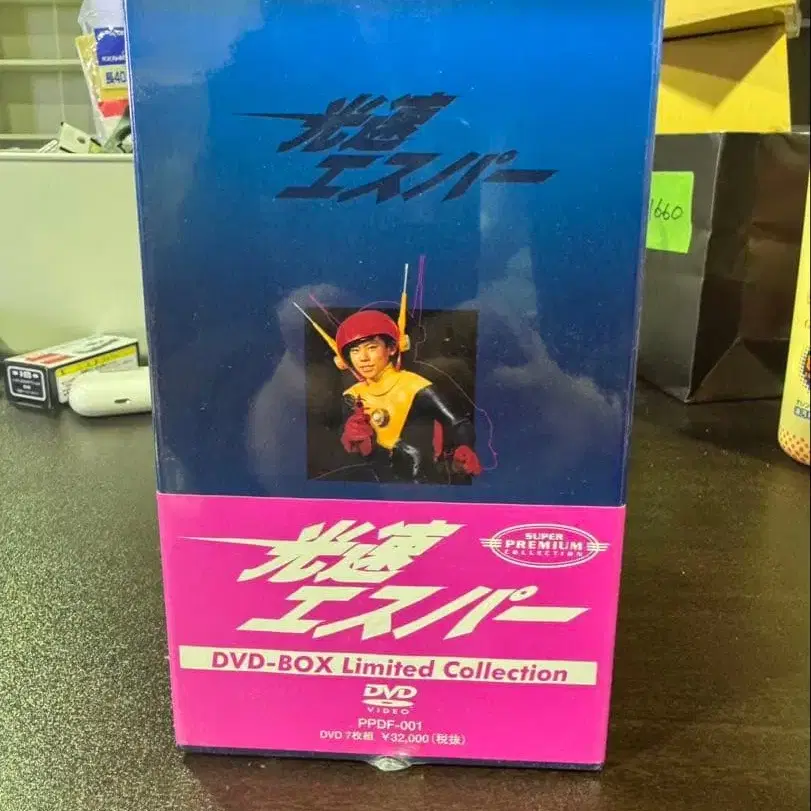 光速
エスパー
1660
光速
エスパー
SUPER
PREMIUM
COLLECTION
DVD-BOX Limited Collection
DVD
VIDEO
PPDF-001
DVD 7枚組 ¥32,000(税抜)